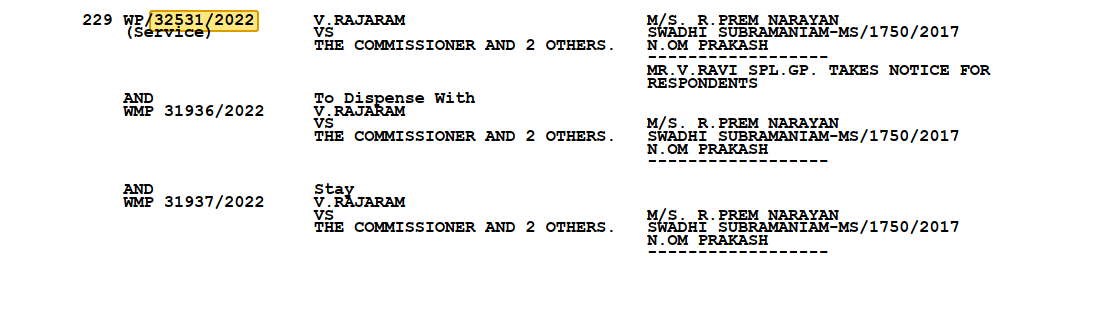 229 WP/32531/2022 V.RAJARAM M/S. R.PREM NARAYAN
(Service) VS SWADHI SUBRAMANIAM-MS/1750/2017
THE COMMISSIONER AND 2 OTHERS. N.OM PRAKASH
------------------
MR.V.RAVI SPL.GP. TAKES NOTICE FOR
RESPONDENTS
AND To Dispense With
WMP 31936/2022 V.RAJARAM
VS M/S. R.PREM NARAYAN
THE COMMISSIONER AND 2 OTHERS. SWADHI SUBRAMANIAM-MS/1750/2017
N.OM PRAKASH
------------------
AND Stay
WMP 31937/2022 V.RAJARAM
VS M/S. R.PREM NARAYAN
THE COMMISSIONER AND 2 OTHERS. SWADHI SUBRAMANIAM-MS/1750/2017
N.OM PRAKASH
------------------